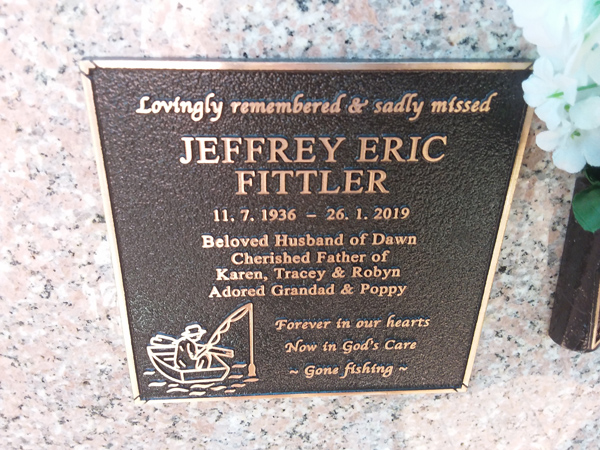 Lovingly remembered & sadly missed
JEFFREY ERIC
FITTLER
11. 7. 1936 – 26. 1. 2019
Beloved Husband of Dawn
Cherished Father of
Karen, Tracey & Robyn
Adored Grandad & Poppy
Forever in our hearts
Now in God's Care
~ Gone fishing ~